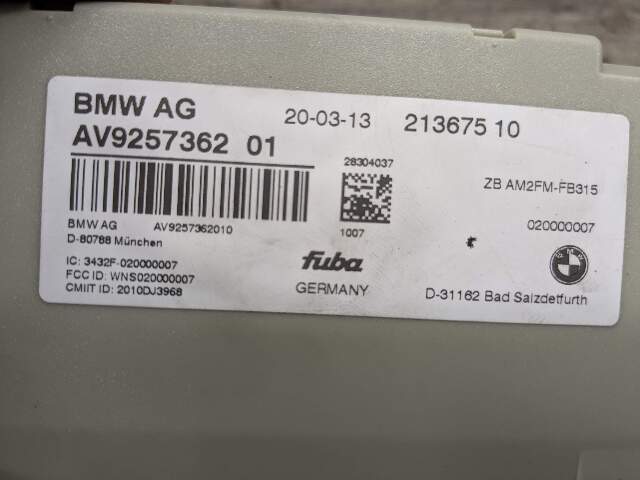 BMW AG 20-03-13 213675 10
AV9257362 01
28304037
ZB AM2FM-FB315
BMW AG AV9257362010
1007
020000007
D-80788 München
IC: 3432F-020000007
FCC ID: WNS020000007
CMIIT ID: 2010DJ3968
fuba
GERMANY
BMW
D-31162 Bad Salzdetfurth